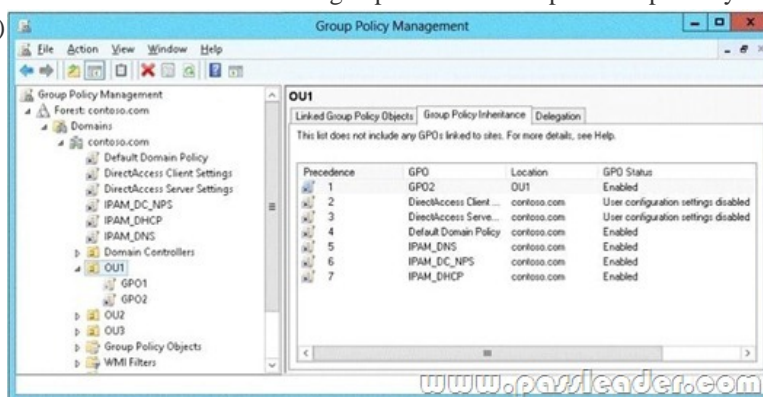 Group Policy Management
File Action View Window Help
Group Policy Management
Forest: contoso.com
Domains
contoso.com
Default Domain Policy
DirectAccess Client Settings
DirectAccess Server Settings
IPAM_DC_NPS
IPAM_DHCP
IPAM_DNS
Domain Controllers
OU1
GPO1
GPO2
OU2
OU3
Group Policy Objects
WMI Filters
OU1
Linked Group Policy Objects Group Policy Inheritance Delegation
This list does not include any GPOs linked to sites. For more details, see Help.
Precedence GPO Location GPO Status
1 GPO2 OU1 Enabled
2 DirectAccess Client ... contoso.com User configuration settings disabled
3 DirectAccess Serve... contoso.com User configuration settings disabled
4 Default Domain Policy contoso.com Enabled
5 IPAM_DNS contoso.com Enabled
6 IPAM_DC_NPS contoso.com Enabled
7 IPAM_DHCP contoso.com Enabled
www.passleader.com